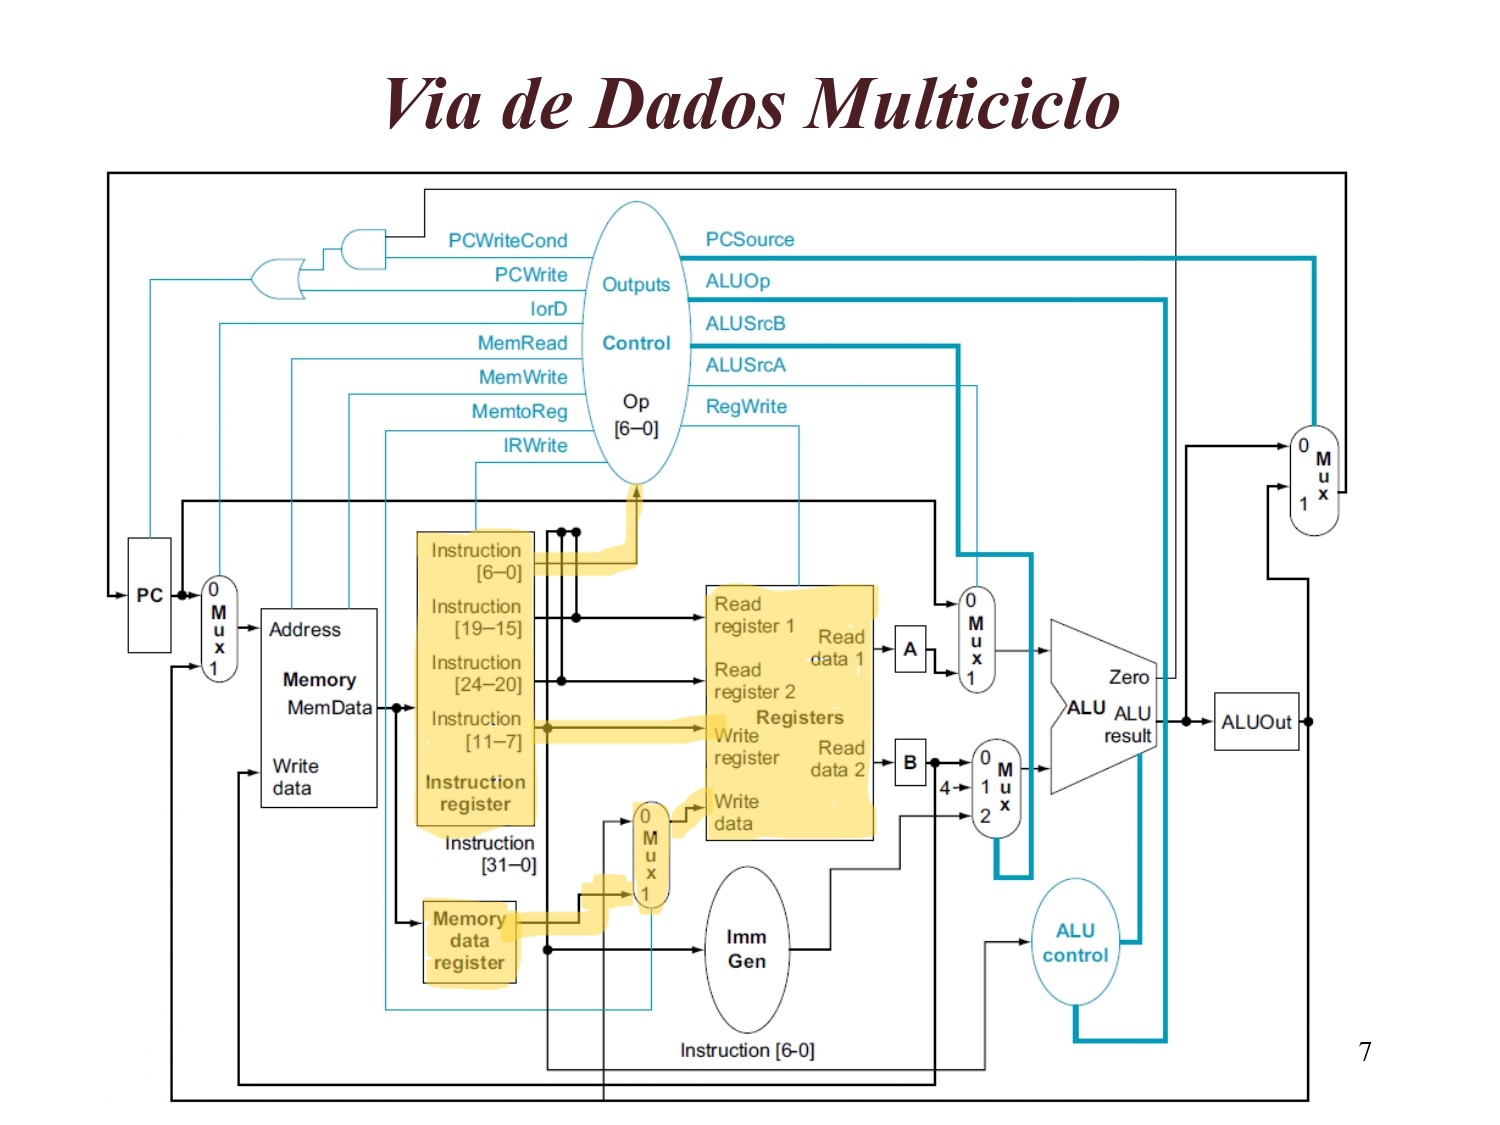 Via de Dados Multiciclo
PCWriteCond
PCWrite
IorD
MemRead
MemWrite
MemtoReg
IRWrite
Outputs
Control
Op
[6–0]
PCSource
ALUOp
ALUSrcB
ALUSrcA
RegWrite
0
M
u
x
1
PC
0
M
u
x
1
Address
Memory
MemData
Write
data
Instruction
[6–0]
Instruction
[19–15]
Instruction
[24–20]
Instruction
[11–7]
Instruction
register
Instruction
[31–0]
Memory
data
register
0
M
u
x
1
Read
register 1
Read
register 2
Registers
Write
register
Write
data
Read
data 1
Read
data 2
A
B
0
M
u
x
1
4
0
1
2
M
u
x
Zero
ALU
ALU
result
ALUOut
Imm
Gen
ALU
control
Instruction [6-0]
7